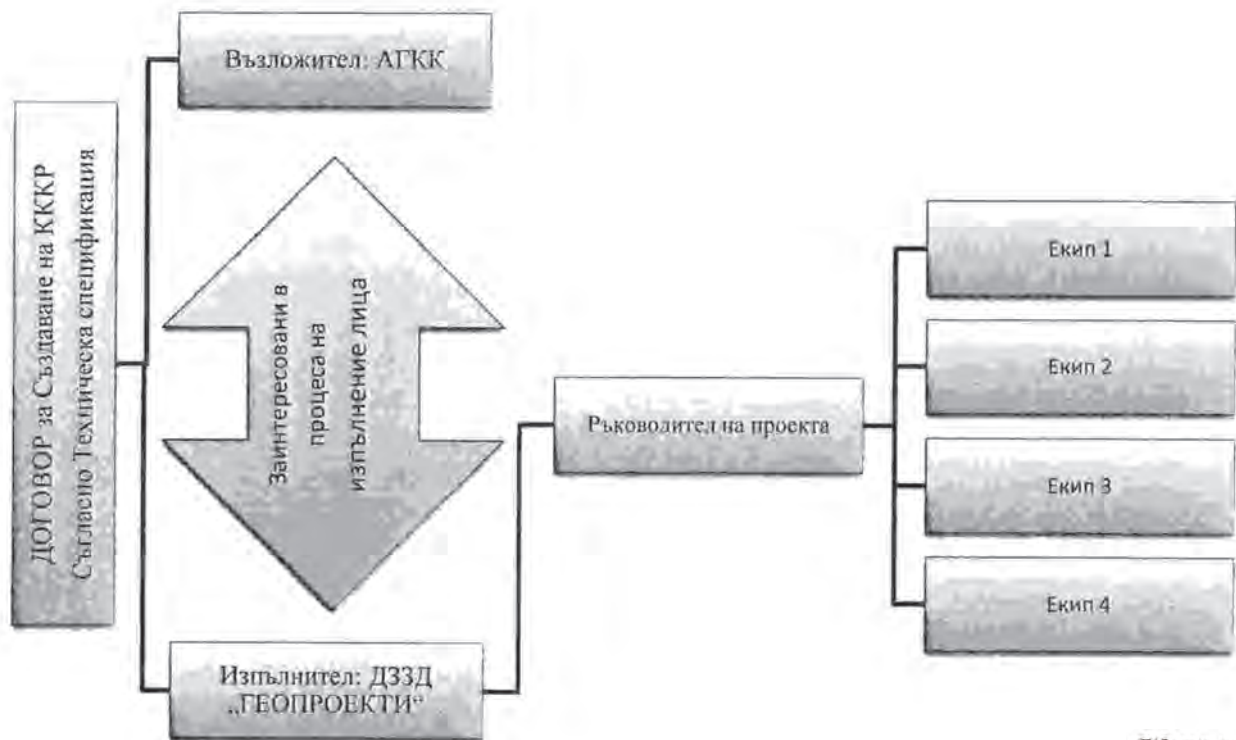 ДОГОВОР за Създаване на КККР
Съгласно Техническа спецификация
Възложител: АГКК
Заинтересовани в
процеса на
изпълнение лица
Изпълнител: ДЗЗД
„ГЕОПРОЕКТИ“
Ръководител на проекта
Екип 1
Екип 2
Екип 3
Екип 4